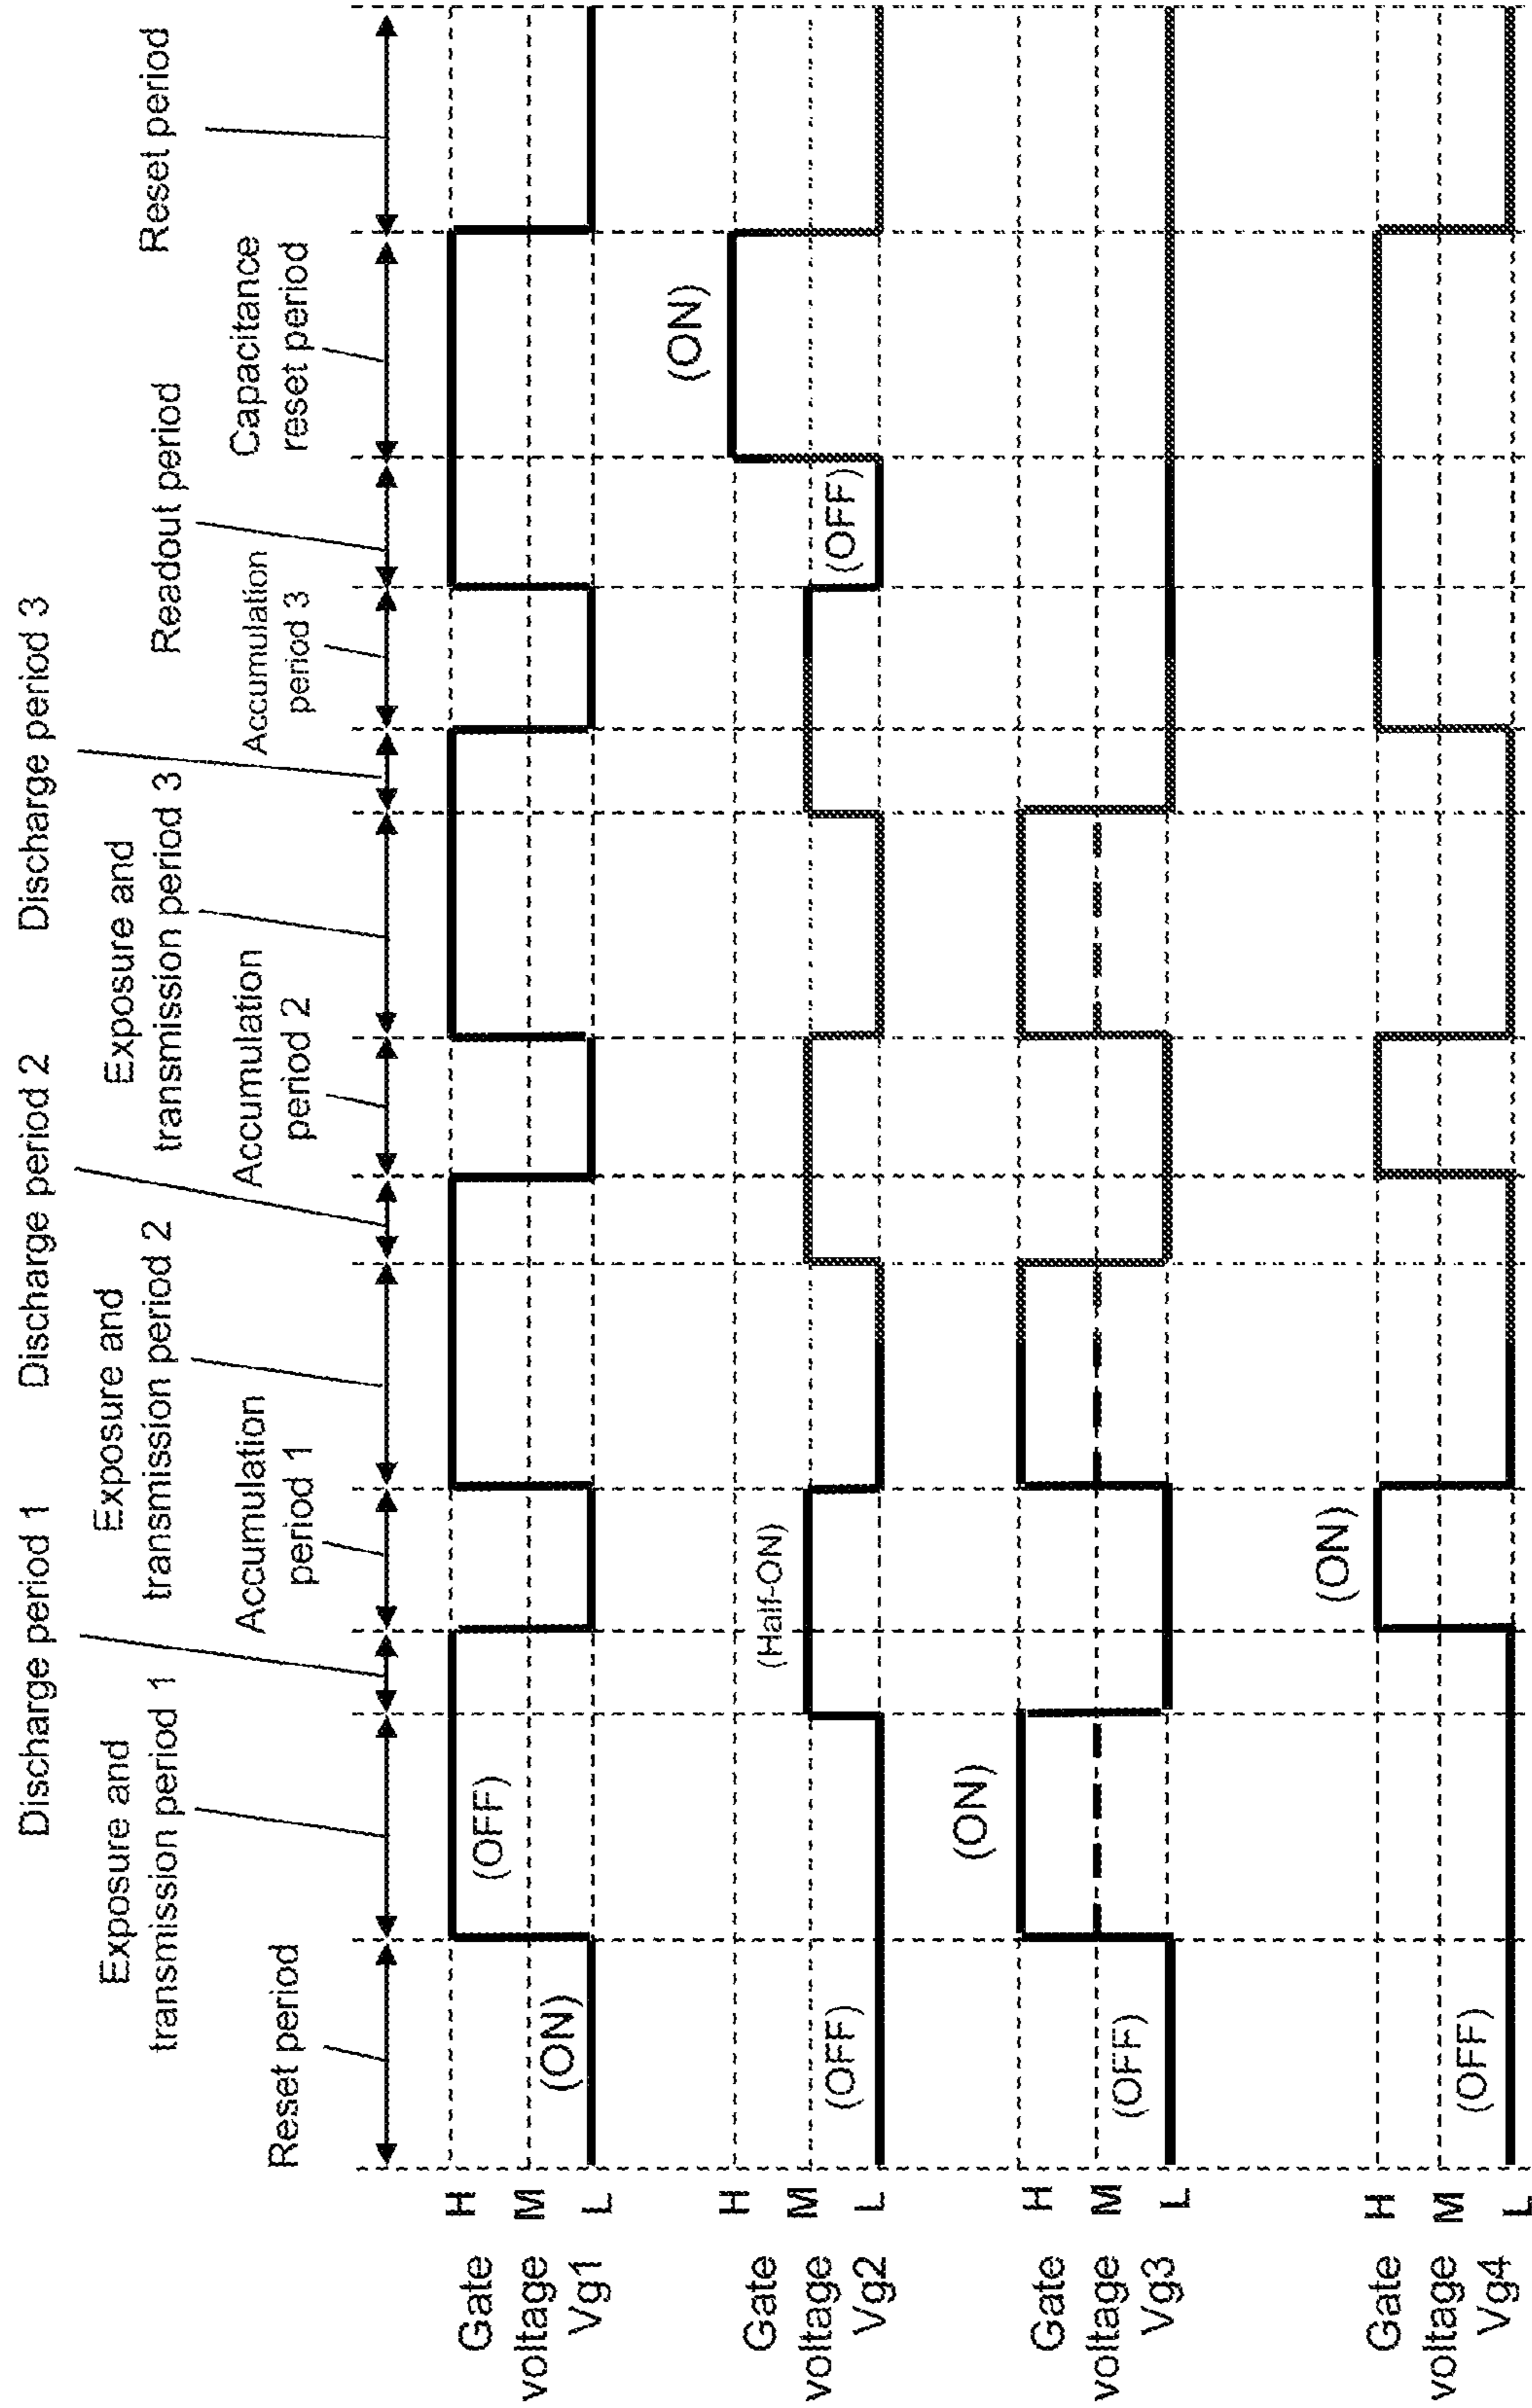 Discharge period 1
Discharge period 2
Discharge period 3
Exposure and
transmission period 1
Exposure and
transmission period 2
Exposure and
transmission period 3
Readout period
Reset period
Reset period
Accumulation
period 1
Accumulation
period 2
Accumulation
period 3
Capacitance
reset period
Gate
voltage
Vg1
H
M
L
(ON)
(OFF)
Gate
voltage
Vg2
H
M
L
(OFF)
(Half-ON)
(OFF)
(ON)
Gate
voltage
Vg3
H
M
L
(OFF)
(ON)
Gate
voltage
Vg4
H
M
L
(OFF)
(ON)